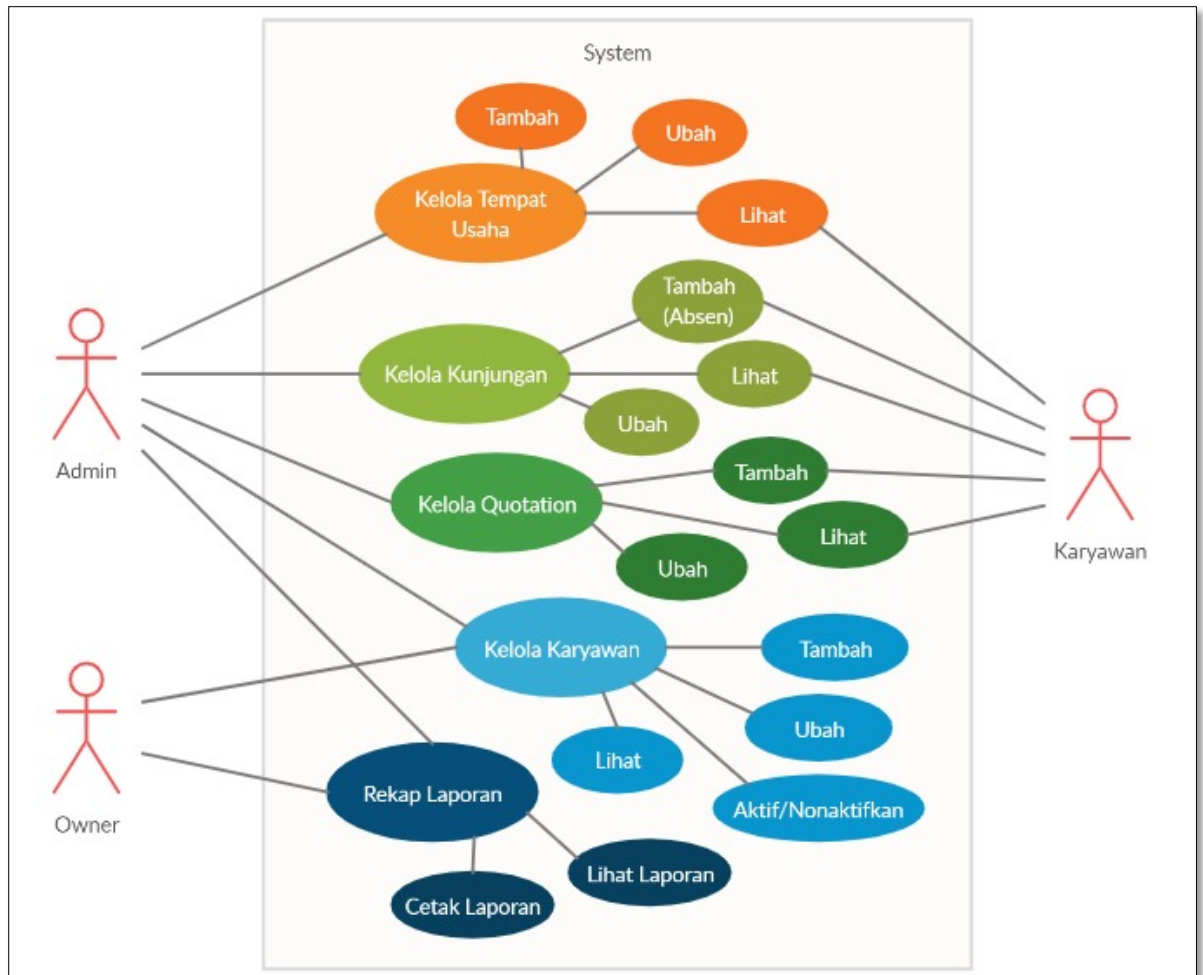 System
Tambah
Ubah
Kelola Tempat
Usaha
Lihat
Tambah
(Absen)
Kelola Kunjungan
Lihat
Ubah
Admin
Tambah
Kelola Quotation
Lihat
Karyawan
Ubah
Kelola Karyawan
Tambah
Ubah
Lihat
Aktif/Nonaktifkan
Rekap Laporan
Owner
Lihat Laporan
Cetak Laporan